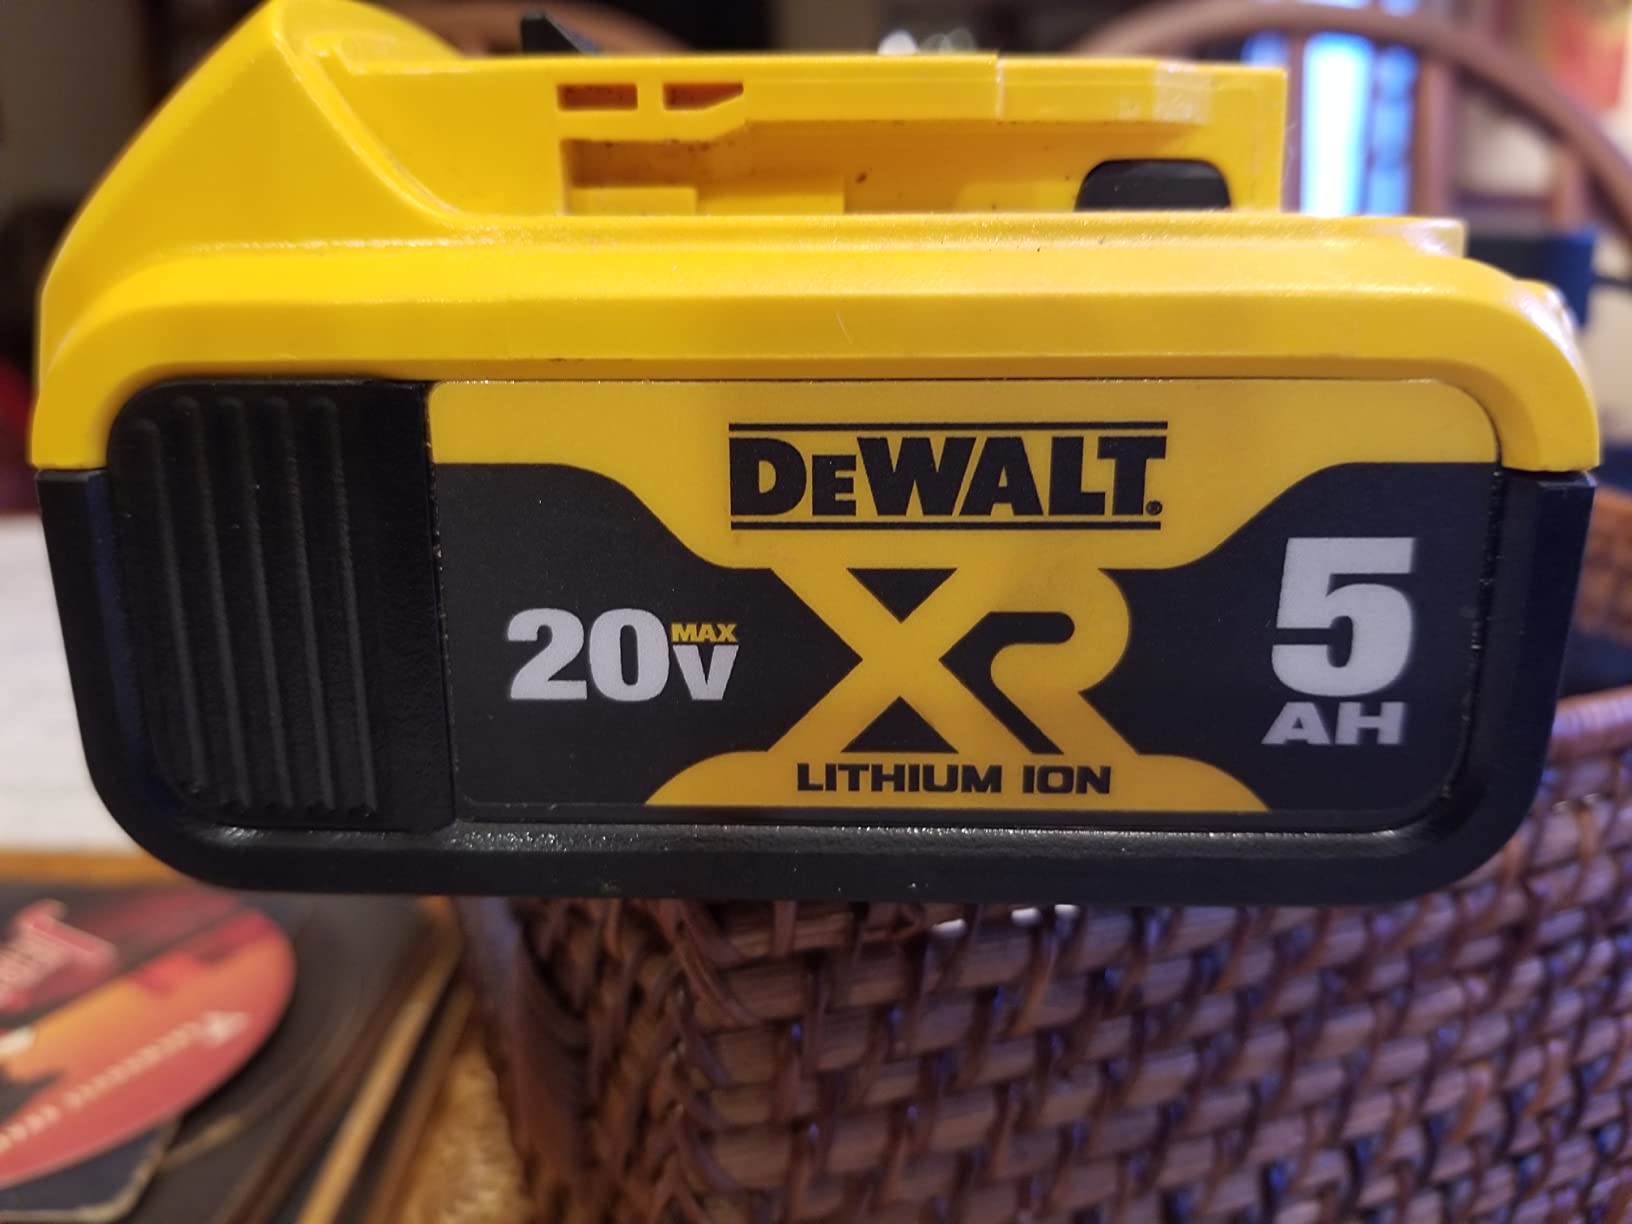 DEWALT®
20V MAX
XR
5
AH
LITHIUM ION